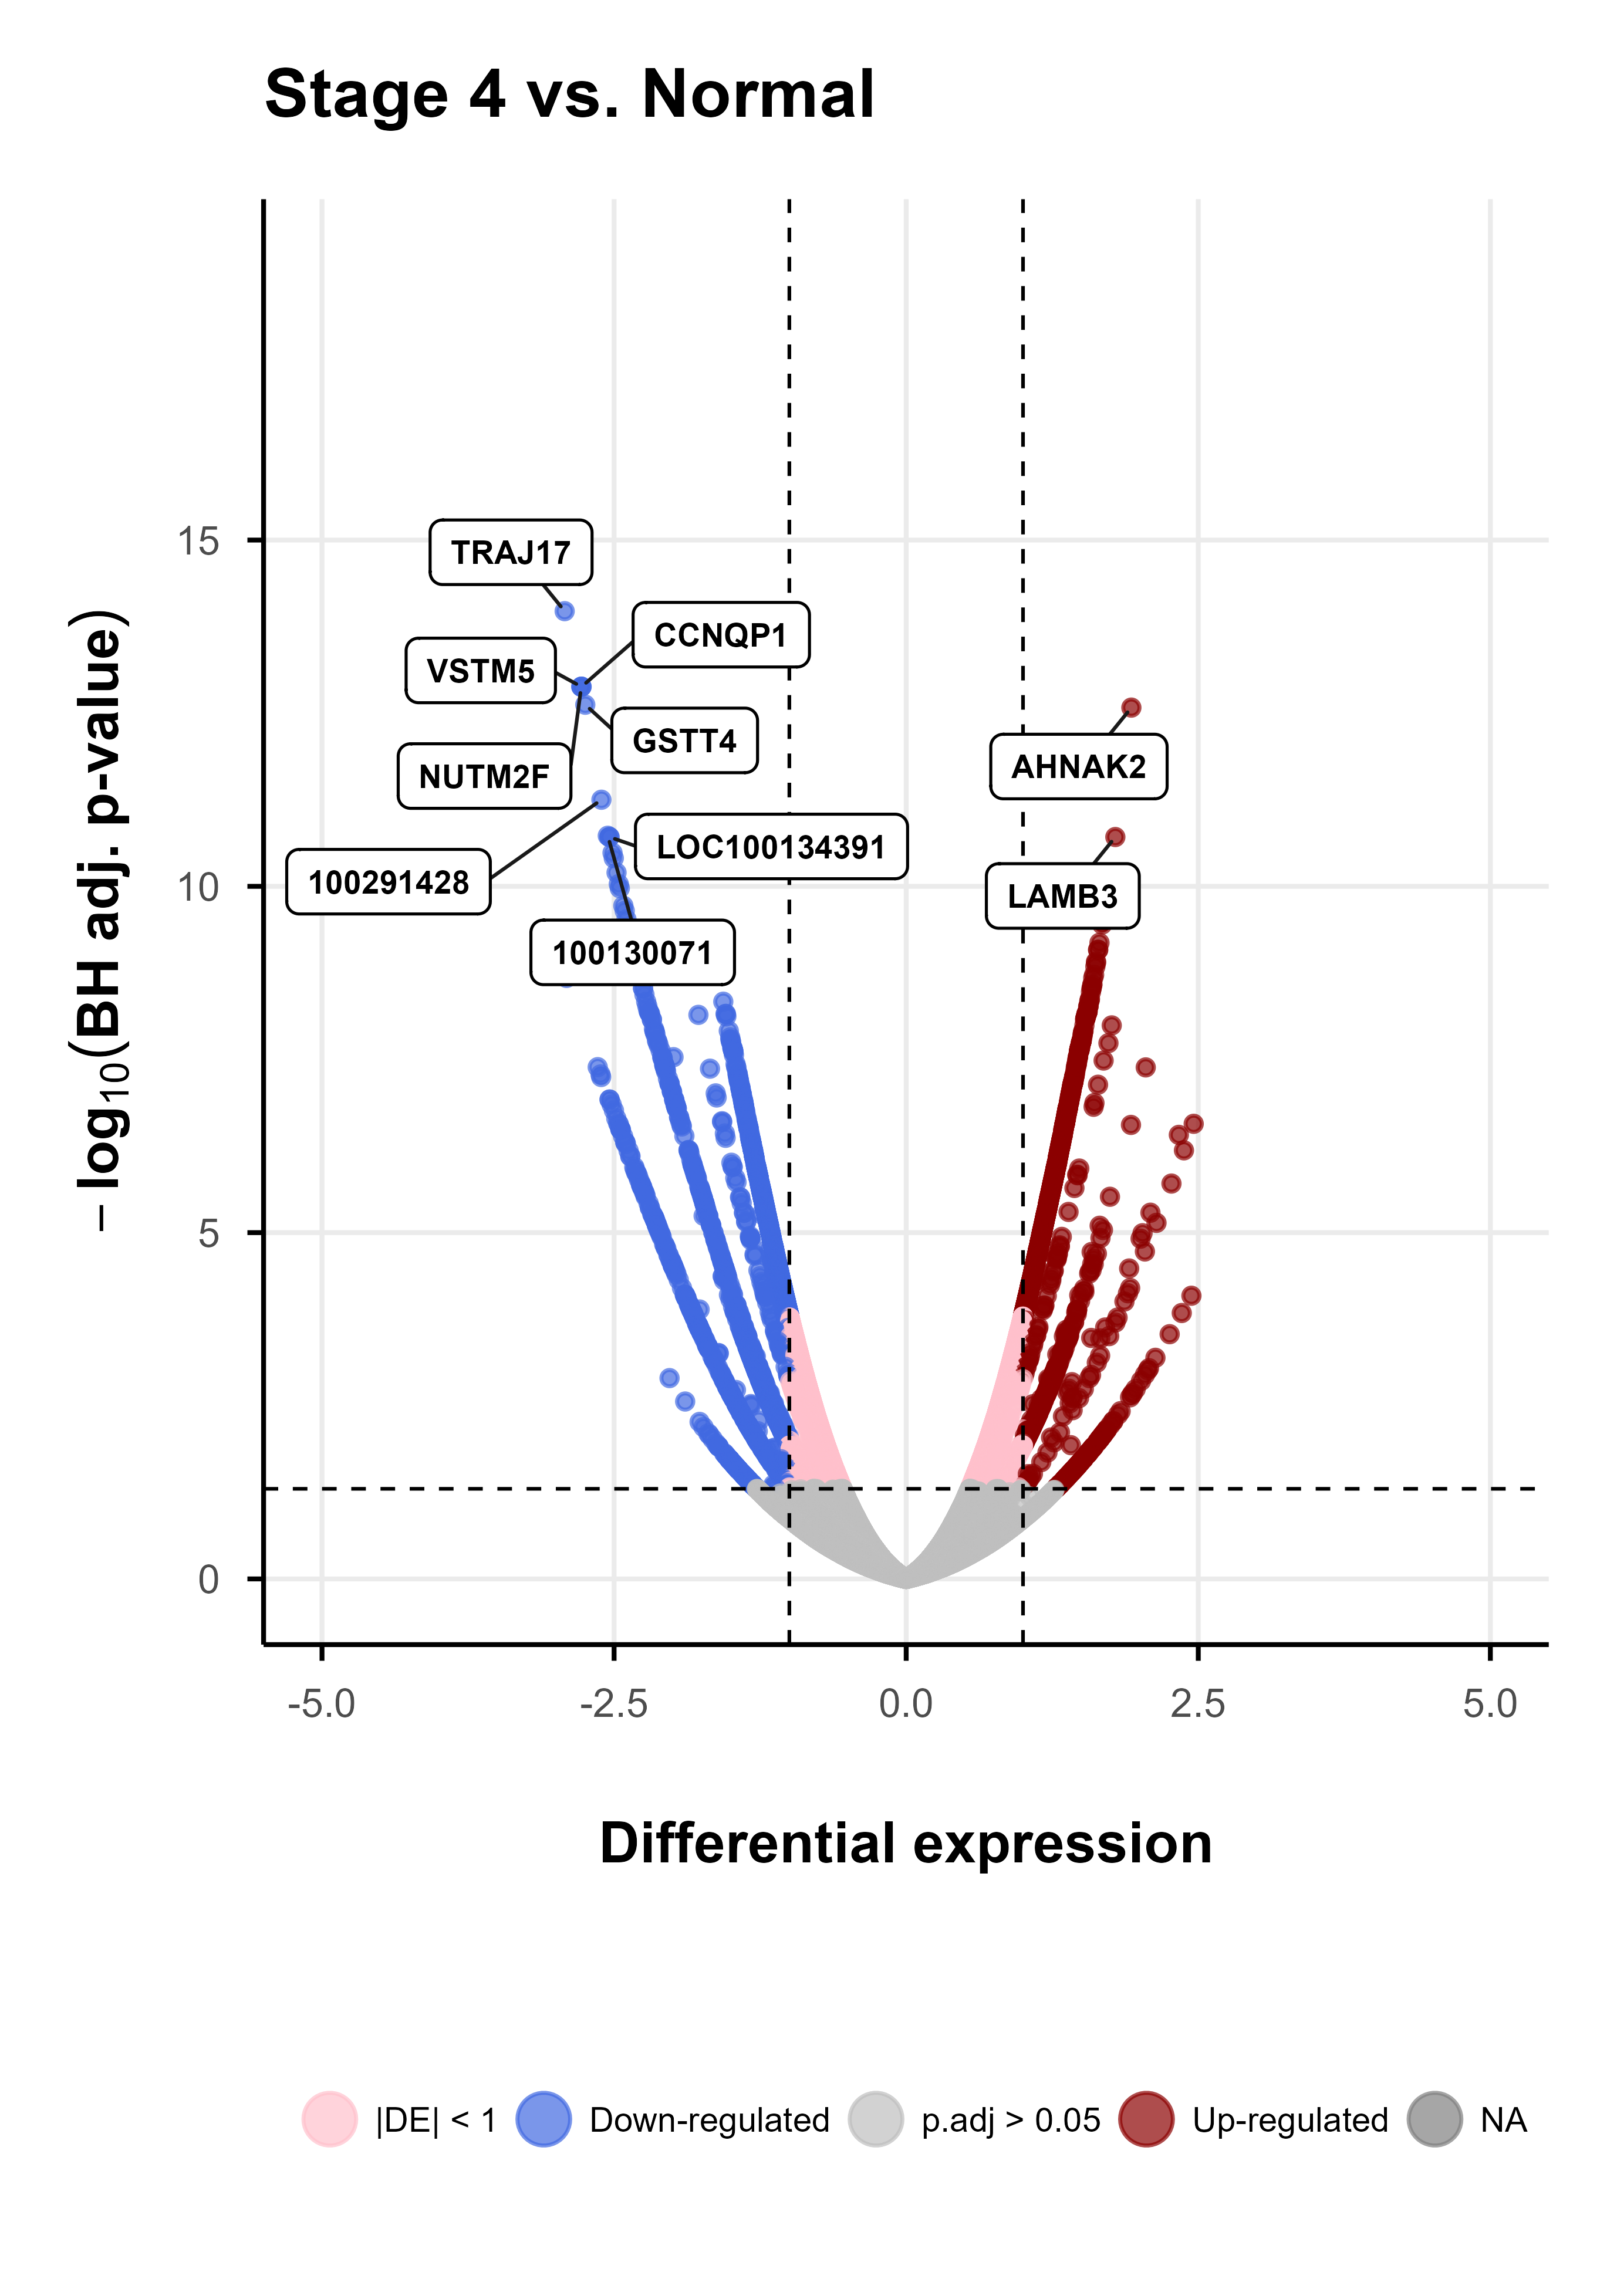 Stage 4 vs. Normal
− log10(BH adj. p-value)
15
10
5
0
TRAJ17
CCNQP1
VSTM5
GSTT4
NUTM2F
AHNAK2
LOC100134391
100291428
LAMB3
100130071
-5.0
-2.5
0.0
2.5
5.0
Differential expression
|DE| < 1
Down-regulated
p.adj > 0.05
Up-regulated
NA